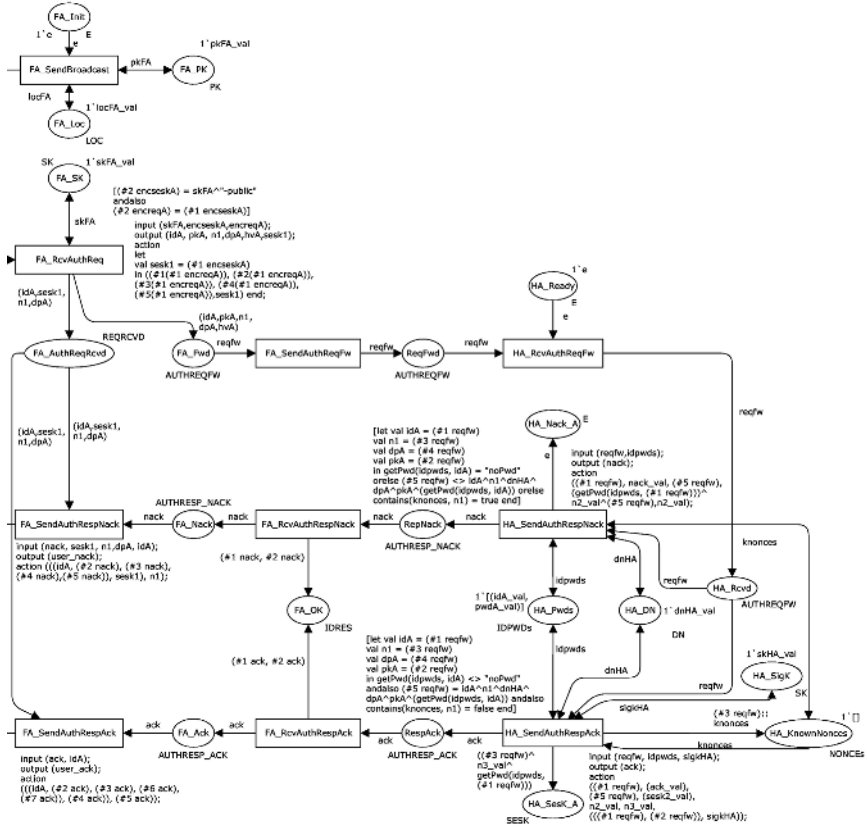 FA_Init
1`e
E
e
1`pkFA_val
FA_SendBroadcast
pkFA
FA_PK
PK
locFA
1`locFA_val
FA_Loc
LOC
SK
1`skFA_val
FA_SK
[(#2 encseskA) = skFA^"-public"
andalso
(#2 encreqA) = (#1 encseskA)]
skFA
input (skFA,encseskA,encreqA);
output (idA, pkA, n1,dpA,hvA,sesk1);
action
let
val sesk1 = (#1 encseskA)
in ((#1(#1 encreqA)), (#2(#1 encreqA)),
(#3(#1 encreqA)), (#4(#1 encreqA)),
(#5(#1 encreqA)),sesk1) end;
FA_RcvAuthReq
1`e
HA_Ready
E
e
(idA,sesk1,
n1,dpA)
(idA,pkA,n1,
dpA,hvA)
REQRCVD
FA_AuthReqRcvd
FA_Fwd
reqfw
FA_SendAuthReqFw
reqfw
ReqFwd
reqfw
HA_RcvAuthReqFw
AUTHREQFW
AUTHREQFW
reqfw
(idA,sesk1,
n1,dpA)
(idA,sesk1,
n1,dpA)
[let val idA = (#1 reqfw)
val n1 = (#3 reqfw)
val dpA = (#4 reqfw)
val pkA = (#2 reqfw)
in getPwd(idpwds, idA) = "noPwd"
orelse (#5 reqfw) <> idA^n1^dnHA^
dpA^pkA^(getPwd(idpwds, idA)) orelse
contains(knonces, n1) = true end]
HA_Nack_A
E
e
input (reqfw,idpwds);
output (nack);
action
((#1 reqfw), nack_val, (#5 reqfw),
(getPwd(idpwds, (#1 reqfw)))^
n2_val^(#5 reqfw),n2_val);
AUTHRESP_NACK
FA_SendAuthRespNack
nack
FA_Nack
nack
FA_RcvAuthRespNack
nack
RepNack
nack
HA_SendAuthRespNack
AUTHRESP_NACK
input (nack, sesk1, n1,dpA, idA);
output (user_nack);
action (((idA, (#2 nack), (#3 nack),
(#4 nack),(#5 nack)), sesk1), n1);
(#1 nack, #2 nack)
idpwds
dnHA
reqfw
knonces
HA_Rcvd
AUTHREQFW
FA_OK
IDRES
1`[(idA_val,
pwdA_val)]
HA_Pwds
IDPWDs
HA_DN
1`dnHA_val
DN
(#1 ack, #2 ack)
[let val idA = (#1 reqfw)
val n1 = (#3 reqfw)
val dpA = (#4 reqfw)
val pkA = (#2 reqfw)
in getPwd(idpwds, idA) <> "noPwd"
andalso (#5 reqfw) = idA^n1^dnHA^
dpA^pkA^(getPwd(idpwds, idA)) andalso
contains(knonces, n1) = false end]
idpwds
dnHA
reqfw
sigkHA
1`skHA_val
HA_SigK
SK
(#3 reqfw)::
knonces
1`[]
FA_SendAuthRespAck
ack
FA_Ack
ack
FA_RcvAuthRespAck
ack
RespAck
ack
HA_SendAuthRespAck
knonces
HA_KnownNonces
NONCEs
AUTHRESP_ACK
AUTHRESP_ACK
input (ack, idA);
output (user_ack);
action
(((idA, (#2 ack), (#3 ack), (#6 ack),
(#7 ack)), (#4 ack)), (#5 ack));
((#3 reqfw)^
n3_val^
getPwd(idpwds,
(#1 reqfw)))
HA_SesK_A
SESK
input (reqfw, idpwds, sigkHA);
output (ack);
action
((#1 reqfw), (ack_val),
(#5 reqfw), (sesk2_val),
n2_val, n3_val,
(((#1 reqfw), (#2 reqfw)), sigkHA));